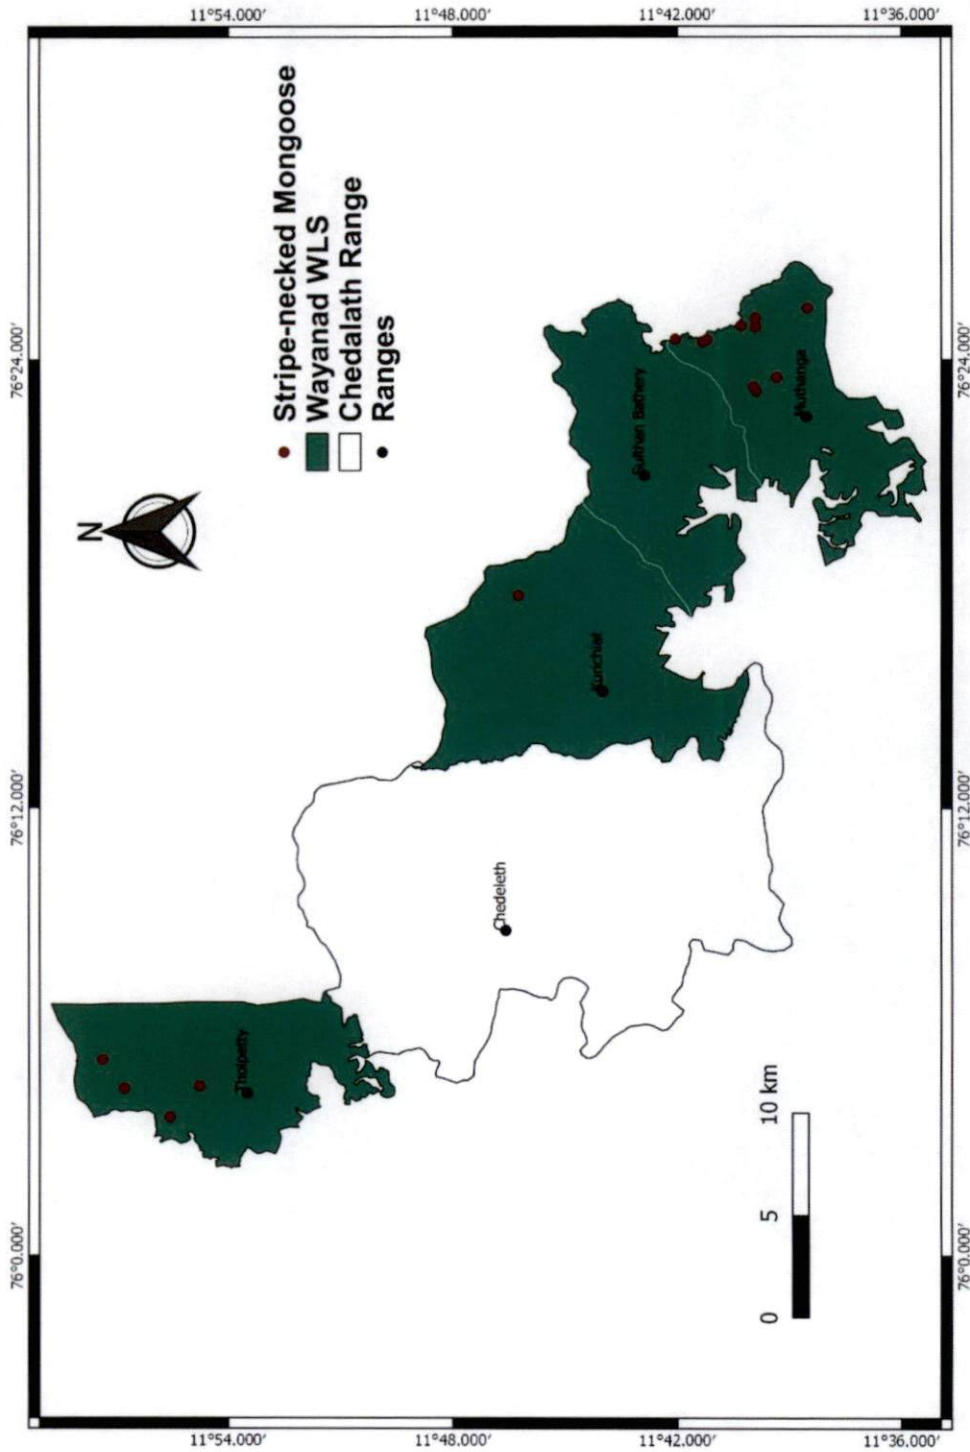 76°0.000′
76°12.000′
76°24.000′
11°54.000′
11°54.000′
11°48.000′
11°48.000′
11°42.000′
11°42.000′
11°36.000′
11°36.000′
N
Stripe-necked Mongoose
Wayanad WLS
Chedalath Range
Ranges
Tholpetty
Chedeleth
Kurichiat
Sulthan Bathery
Muthanga
0 5 10 km
76°0.000′
76°12.000′
76°24.000′